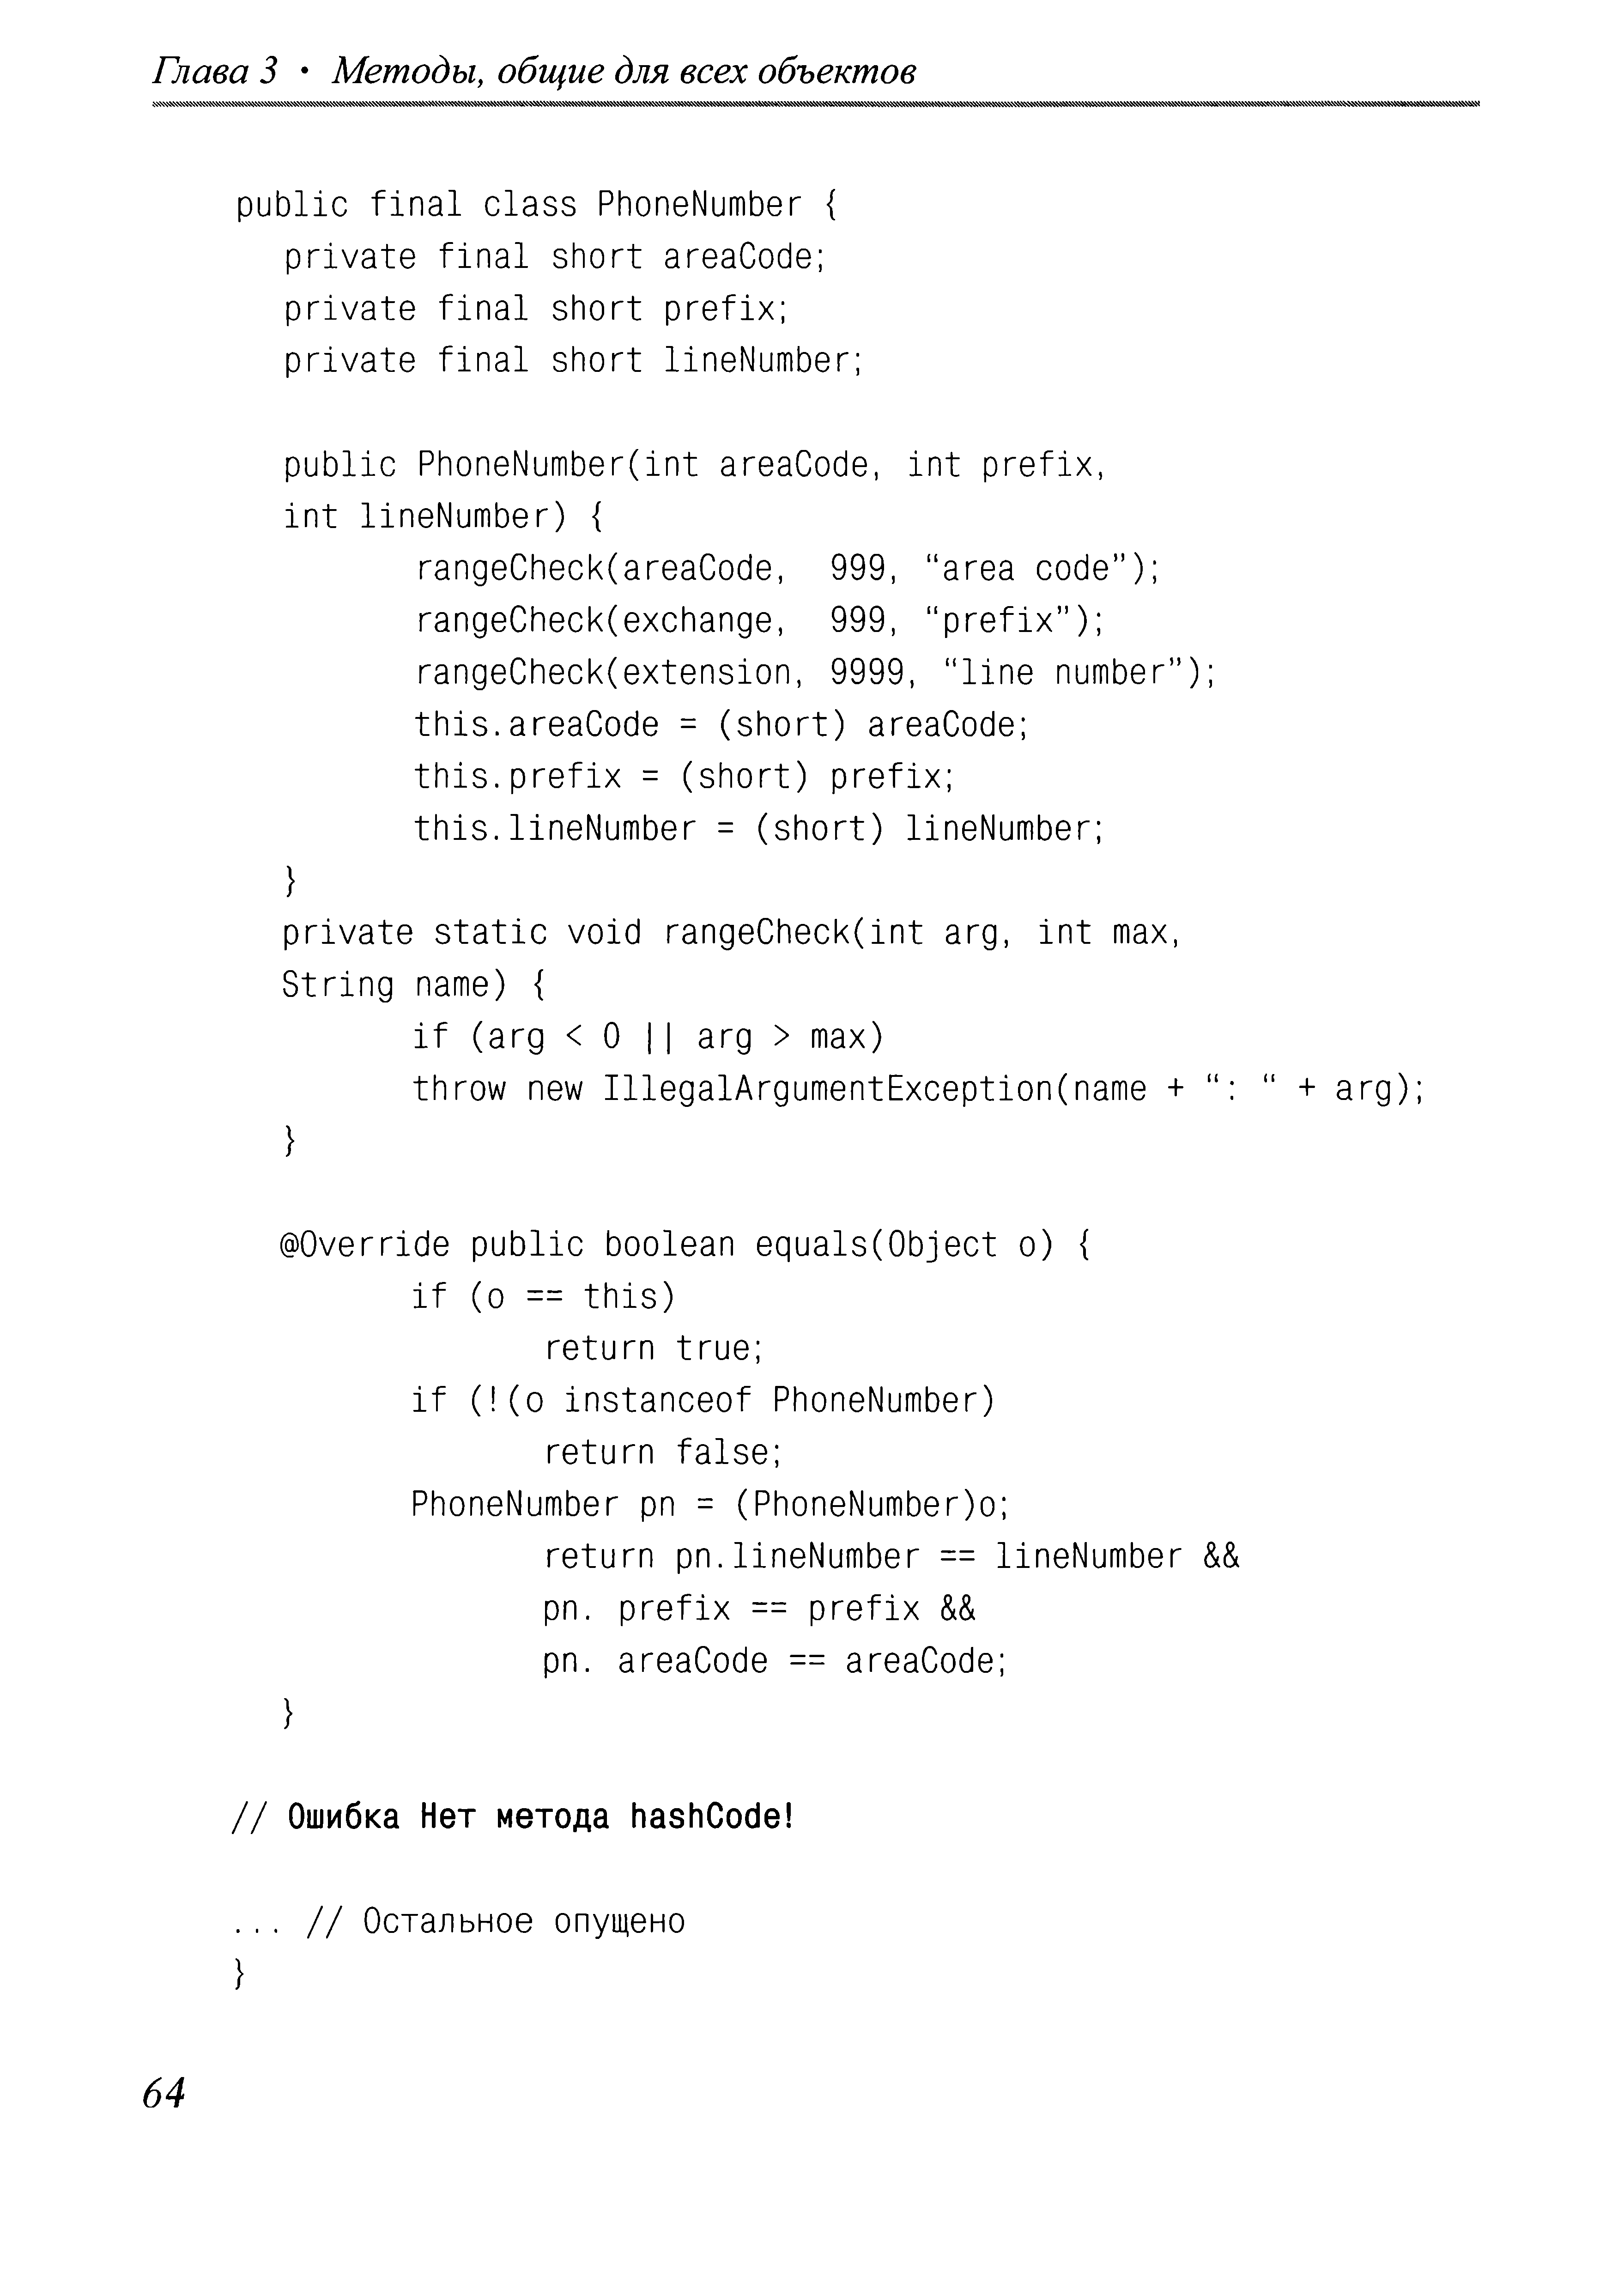 Глава 3 • Методы, общие для всех объектов
public final class PhoneNumber {
private final short areaCode;
private final short prefix;
private final short lineNumber;
public PhoneNumber(int areaCode, int prefix,
int lineNumber) {
rangeCheck(areaCode, 999, “area code”);
rangeCheck(exchange, 999, “prefix”);
rangeCheck(extension, 9999, “line number”);
this.areaCode = (short) areaCode;
this.prefix = (short) prefix;
this.lineNumber = (short) lineNumber;
}
private static void rangeCheck(int arg, int max,
String name) {
if (arg < 0 || arg > max)
throw new IllegalArgumentException(name + “: “ + arg);
}
@Override public boolean equals(Object o) {
if (o == this)
return true;
if (!(o instanceof PhoneNumber)
return false;
PhoneNumber pn = (PhoneNumber)o;
return pn.lineNumber == lineNumber &&
pn. prefix == prefix &&
pn. areaCode == areaCode;
}
// Ошибка Нет метода hashCode!
... // Остальное опущено
}
64